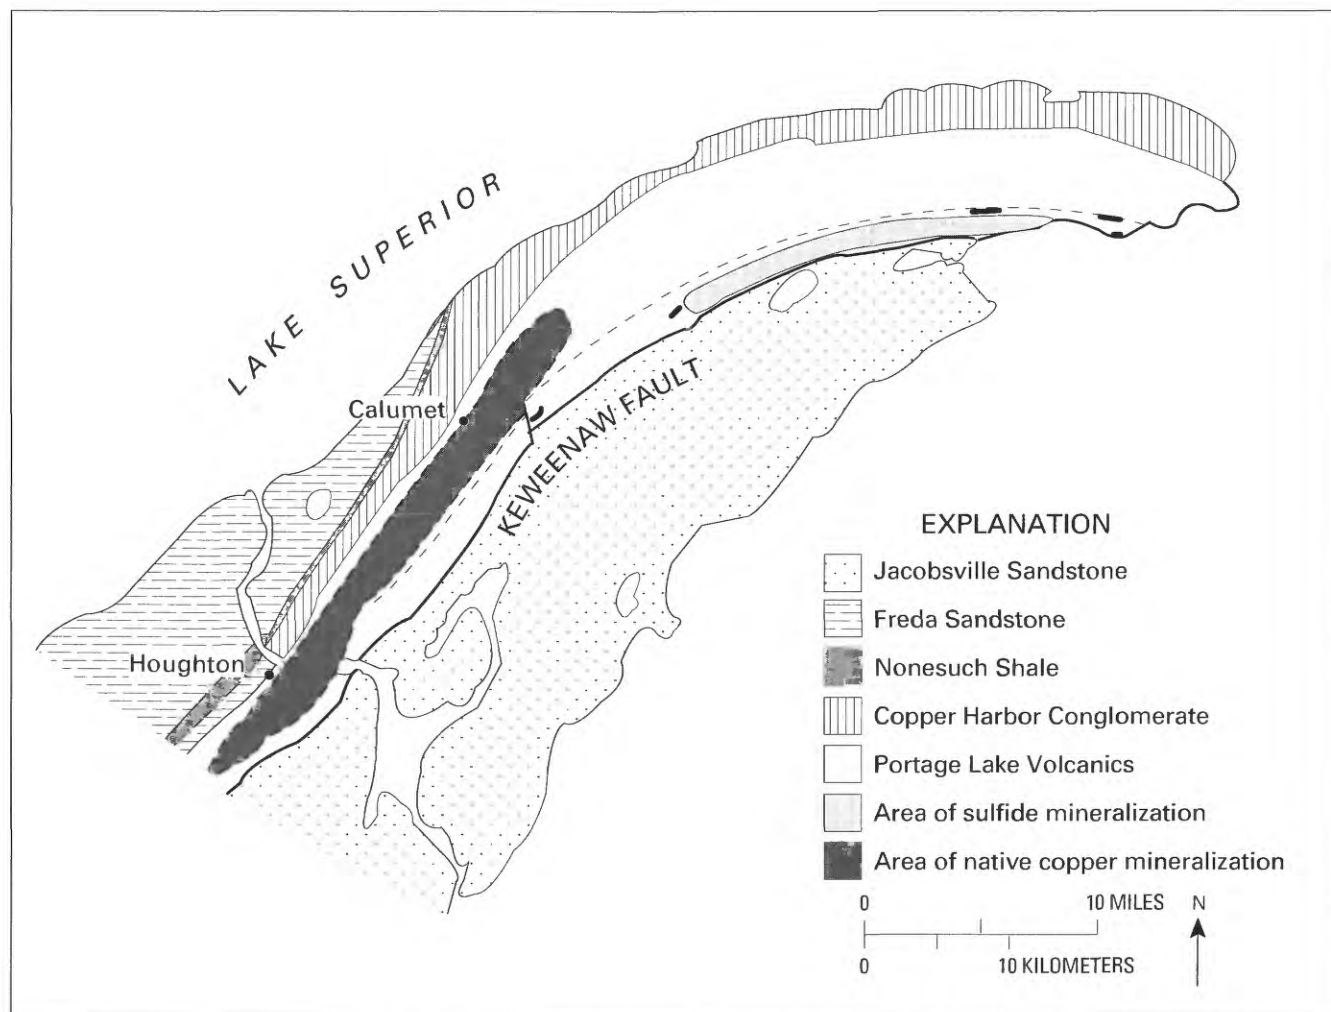 LAKE SUPERIOR
Calumet
KEWEENAW FAULT
Houghton
EXPLANATION
Jacobsville Sandstone
Freda Sandstone
Nonesuch Shale
Copper Harbor Conglomerate
Portage Lake Volcanics
Area of sulfide mineralization
Area of native copper mineralization
0 10 MILES N
0 10 KILOMETERS